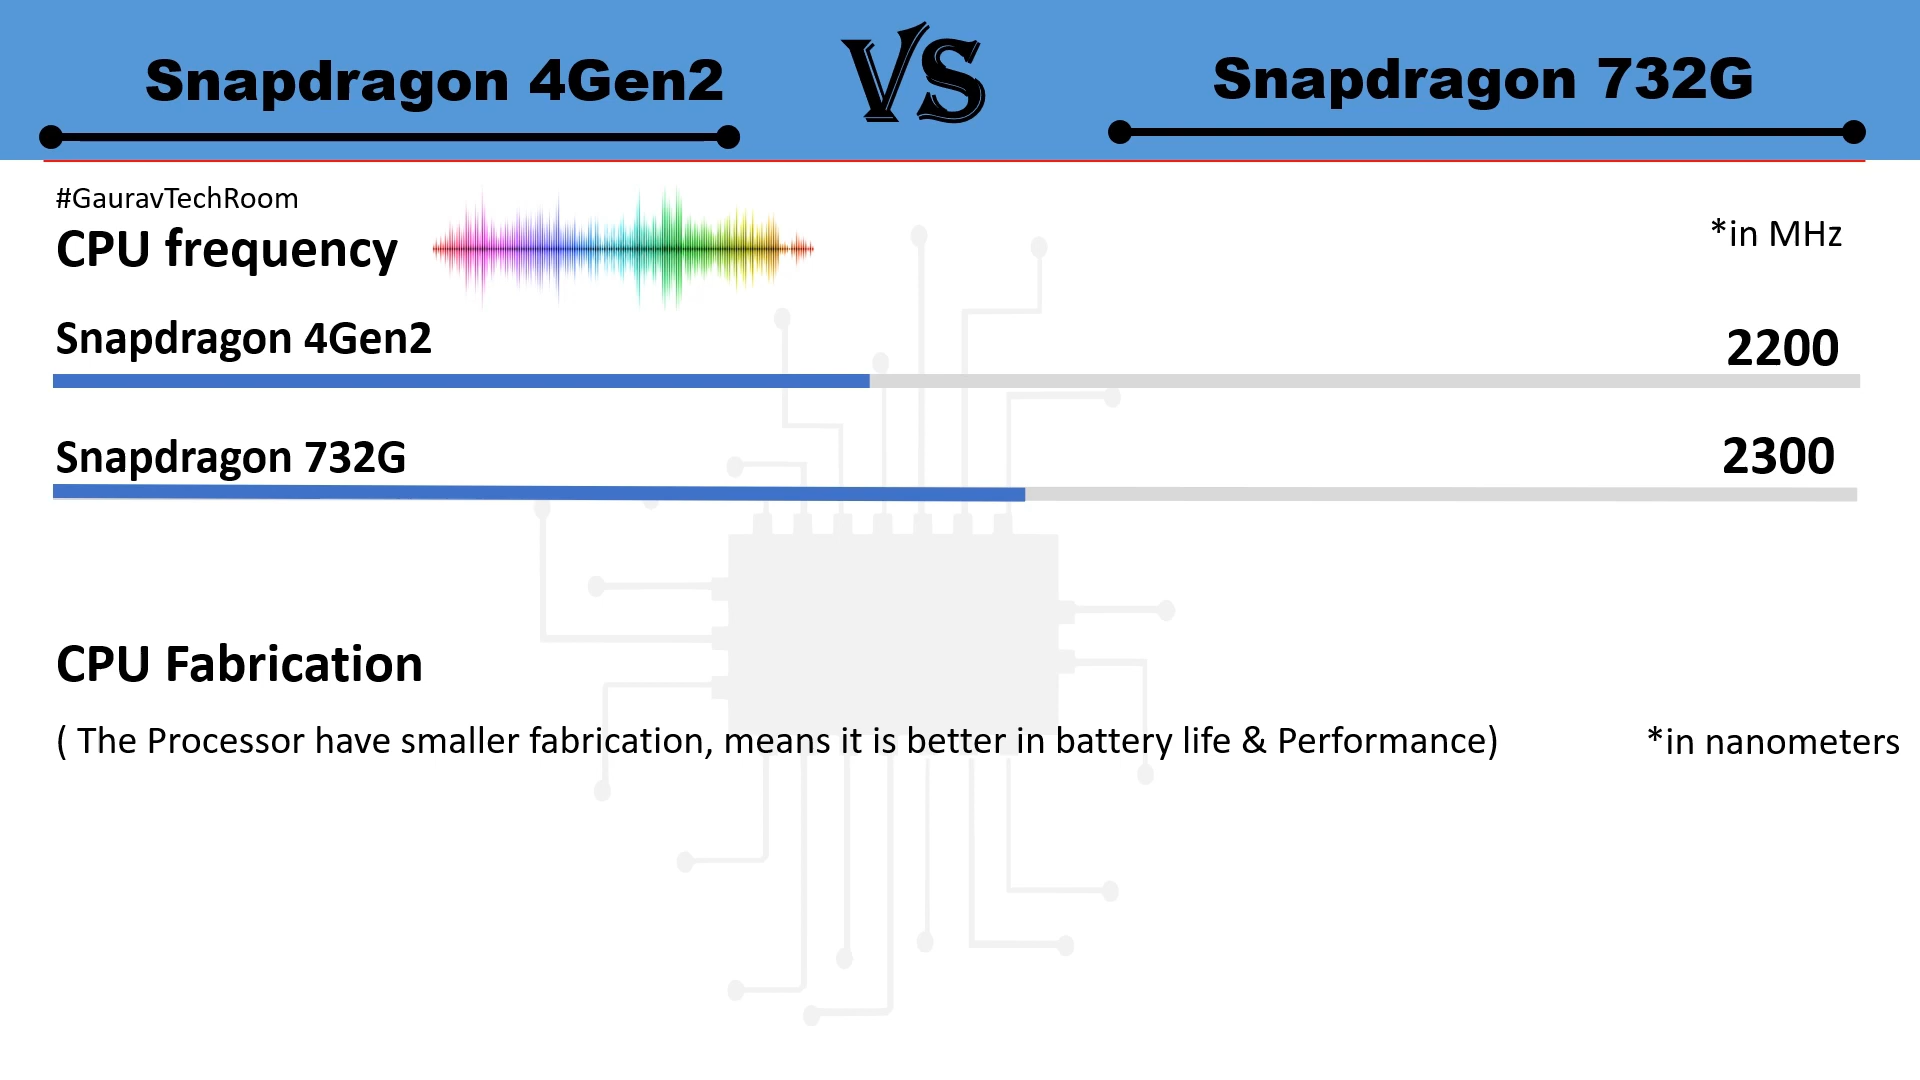 Snapdragon 4Gen2
VS
Snapdragon 732G
#GauravTechRoom
CPU frequency
*in MHz
Snapdragon 4Gen2
2200
Snapdragon 732G
2300
CPU Fabrication
( The Processor have smaller fabrication, means it is better in battery life & Performance)
*in nanometers